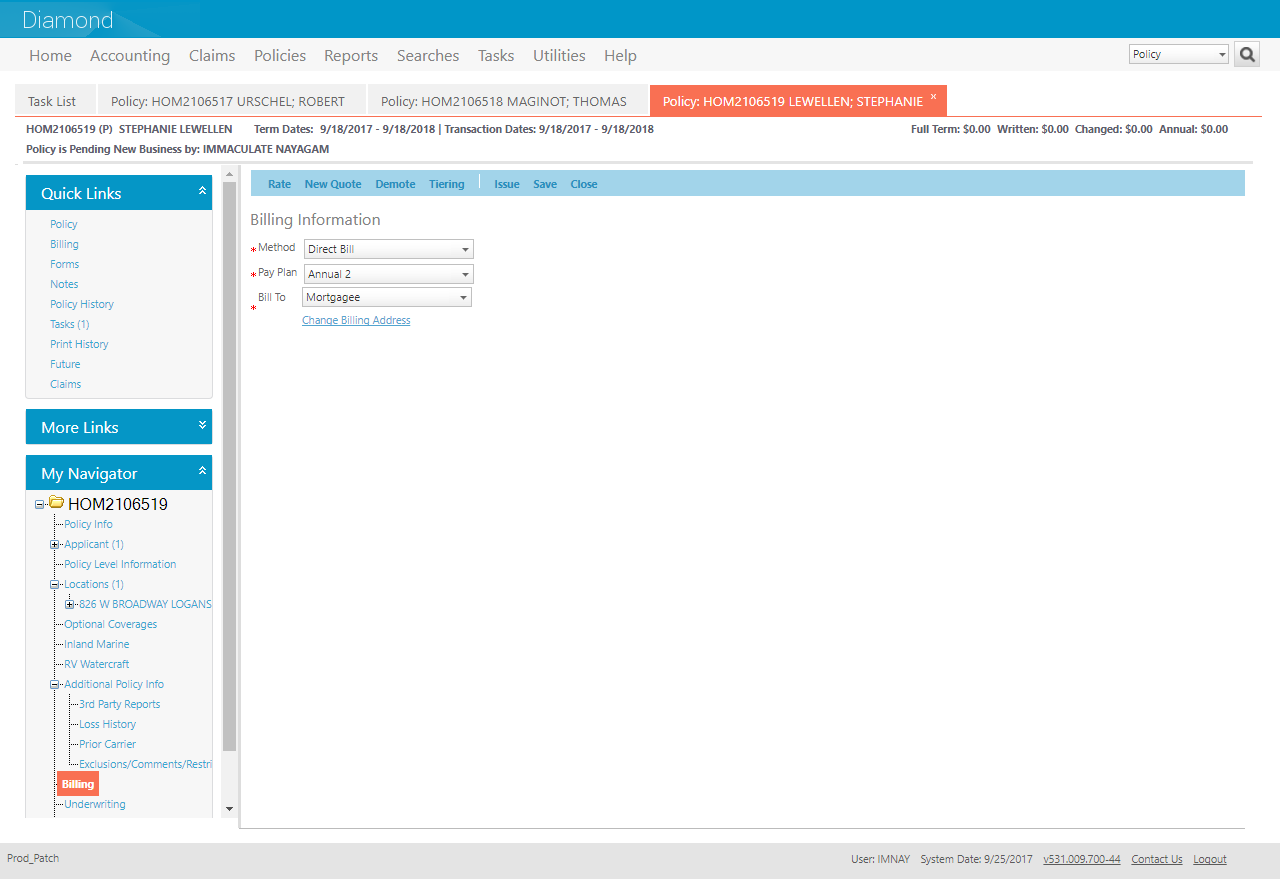 Diamond
Home Accounting Claims Policies Reports Searches Tasks Utilities Help Policy
Task List Policy: HOM2106517 URSCHEL; ROBERT Policy: HOM2106518 MAGINOT; THOMAS Policy: HOM2106519 LEWELLEN; STEPHANIE x
HOM2106519 (P) STEPHANIE LEWELLEN Term Dates: 9/18/2017 - 9/18/2018 | Transaction Dates: 9/18/2017 - 9/18/2018 Full Term: $0.00 Written: $0.00 Changed: $0.00 Annual: $0.00
Policy is Pending New Business by: IMMACULATE NAYAGAM
Quick Links
Policy
Billing
Forms
Notes
Policy History
Tasks (1)
Print History
Future
Claims
More Links
My Navigator
HOM2106519
Policy Info
Applicant (1)
Policy Level Information
Locations (1)
826 W BROADWAY LOGANS
Optional Coverages
Inland Marine
RV Watercraft
Additional Policy Info
3rd Party Reports
Loss History
Prior Carrier
Exclusions/Comments/Restri
Billing
Underwriting
Rate New Quote Demote Tiering Issue Save Close
Billing Information
* Method Direct Bill
* Pay Plan Annual 2
* Bill To Mortgagee
Change Billing Address
Prod_Patch User: IMNAY System Date: 9/25/2017 v531.009.700-44 Contact Us Logout